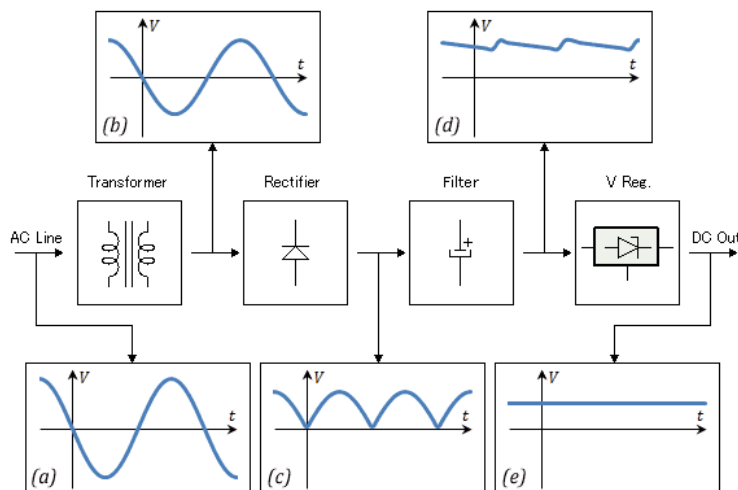 V
t
(b)
V
t
(d)
Transformer
Rectifier
Filter
V Reg.
AC Line
+
DC Out
V
t
(a)
V
t
(c)
V
t
(e)